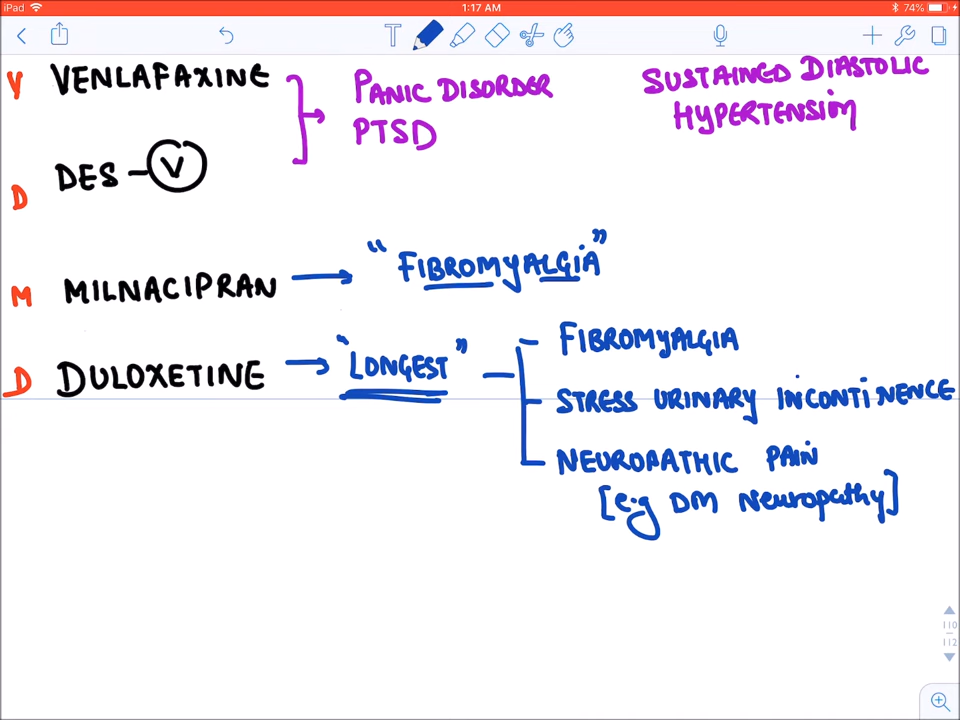 iPad 1:17 AM 74%
T
V VENLAFAXINE PANIC DISORDER SUSTAINED DIASTOLIC
PTSD HYPERTENSION
D DES - V
M MILNACIPRAN → "FIBROMYALGIA"
D DULOXETINE → "LONGEST" - FIBROMYALGIA
- STRESS URINARY INCONTINENCE
- NEUROPATHIC PAIN
[e.g DM Neuropathy]
110
112